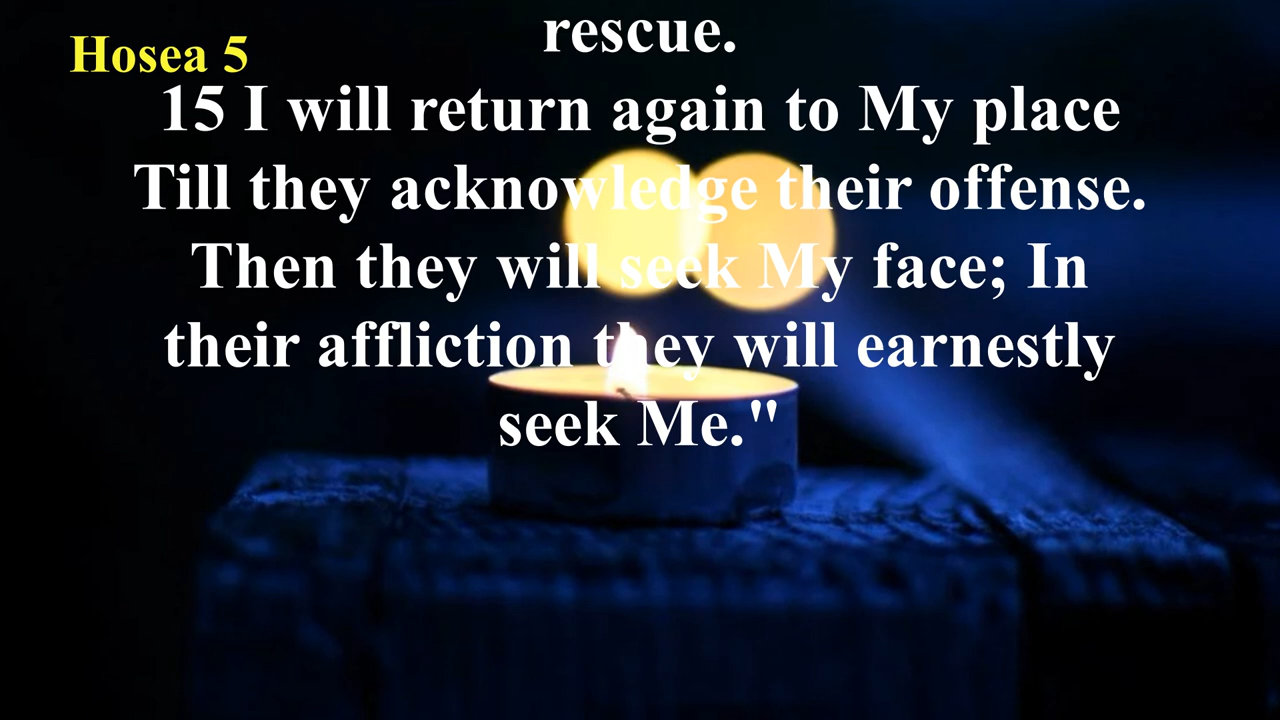 rescue.
Hosea 5
15 I will return again to My place
Till they acknowledge their offense.
Then they will seek My face; In
their affliction they will earnestly
seek Me."